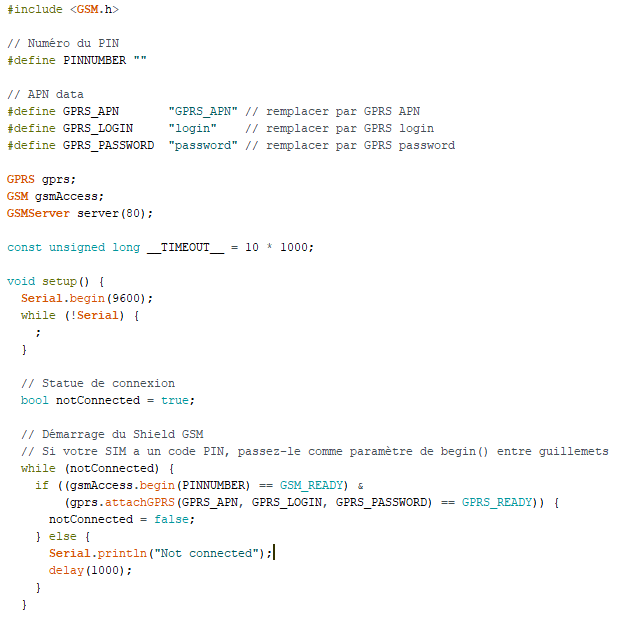 #include <GSM.h>
// Numéro du PIN
#define PINNUMBER ""
// APN data
#define GPRS_APN       "GPRS_APN" // remplacer par GPRS APN
#define GPRS_LOGIN     "login"    // remplacer par GPRS login
#define GPRS_PASSWORD  "password" // remplacer par GPRS password
GPRS gprs;
GSM gsmAccess;
GSMServer server(80);
const unsigned long __TIMEOUT__ = 10 * 1000;
void setup() {
  Serial.begin(9600);
  while (!Serial) {
    ;
  }
  // Statue de connexion
  bool notConnected = true;
  // Démarrage du Shield GSM
  // Si votre SIM a un code PIN, passez-le comme paramètre de begin() entre guillemets
  while (notConnected) {
    if ((gsmAccess.begin(PINNUMBER) == GSM_READY) &
        (gprs.attachGPRS(GPRS_APN, GPRS_LOGIN, GPRS_PASSWORD) == GPRS_READY)) {
      notConnected = false;
    } else {
      Serial.println("Not connected");
      delay(1000);
    }
  }